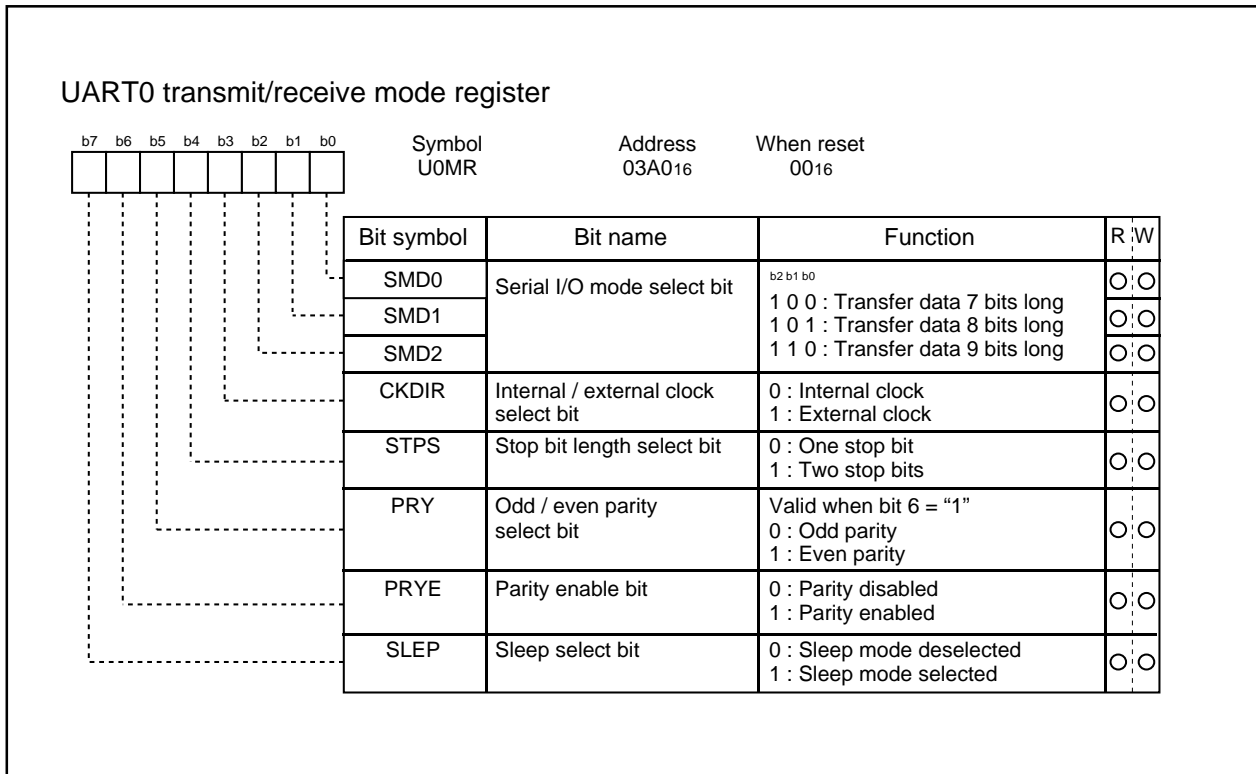 UART0 transmit/receive mode register
b7 b6 b5 b4 b3 b2 b1 b0
Symbol Address When reset
U0MR 03A016 0016
Bit symbol Bit name Function R W
SMD0 Serial I/O mode select bit b2 b1 b0
1 0 0 : Transfer data 7 bits long
SMD1 1 0 1 : Transfer data 8 bits long
SMD2 1 1 0 : Transfer data 9 bits long
CKDIR Internal / external clock 0 : Internal clock
select bit 1 : External clock
STPS Stop bit length select bit 0 : One stop bit
1 : Two stop bits
PRY Odd / even parity Valid when bit 6 = “1”
select bit 0 : Odd parity
1 : Even parity
PRYE Parity enable bit 0 : Parity disabled
1 : Parity enabled
SLEP Sleep select bit 0 : Sleep mode deselected
1 : Sleep mode selected